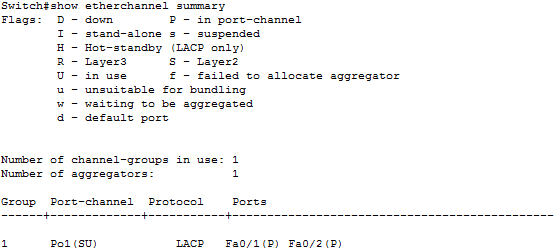 Switch#show etherchannel summary
Flags:  D - down        P - in port-channel
        I - stand-alone s - suspended
        H - Hot-standby (LACP only)
        R - Layer3      S - Layer2
        U - in use      f - failed to allocate aggregator
        u - unsuitable for bundling
        w - waiting to be aggregated
        d - default port
Number of channel-groups in use: 1
Number of aggregators:           1
Group  Port-channel  Protocol    Ports
------+-------------+-----------+----------------------------------------------
1      Po1(SU)           LACP   Fa0/1(P) Fa0/2(P)